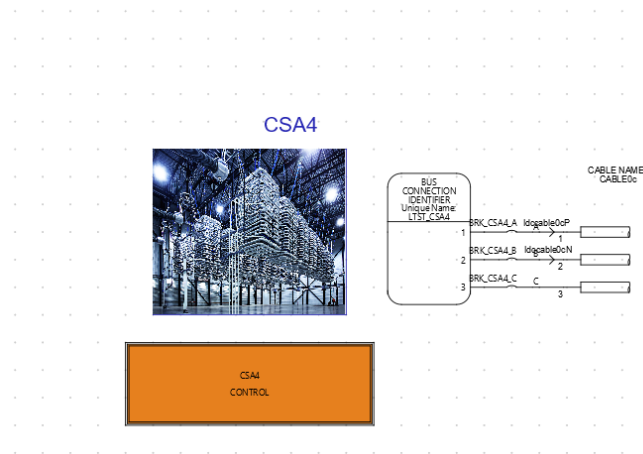 CSA4
CABLE NAME
CABLE0c
BUS
CONNECTION
IDENTIFIER
Unique Name:
LTST_CSA4
1 BRK_CSA4_A A Idccable0cP 1
2 BRK_CSA4_B B Idccable0cN 2
3 BRK_CSA4_C C 3
CSA4
CONTROL